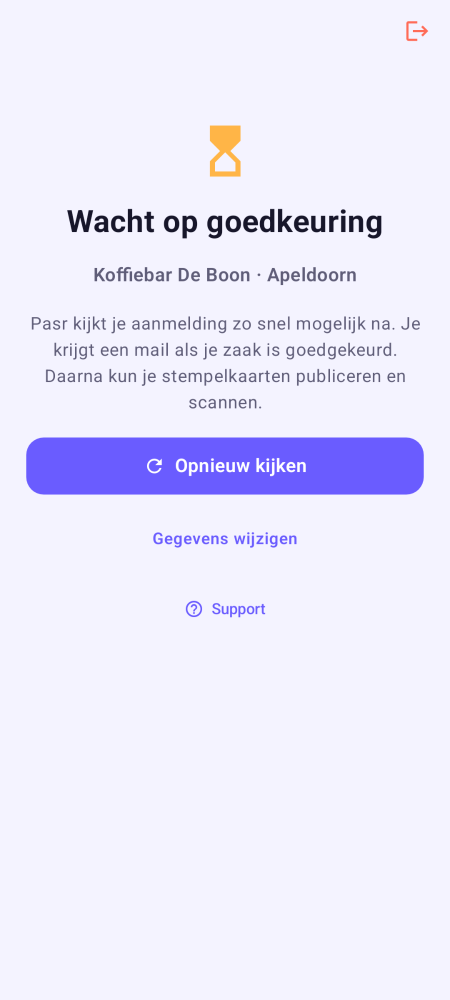 Wacht op goedkeuring
Koffiebar De Boon · Apeldoorn
Pasr kijkt je aanmelding zo snel mogelijk na. Je
krijgt een mail als je zaak is goedgekeurd.
Daarna kun je stempelkaarten publiceren en
scannen.
Opnieuw kijken
Gegevens wijzigen
Support